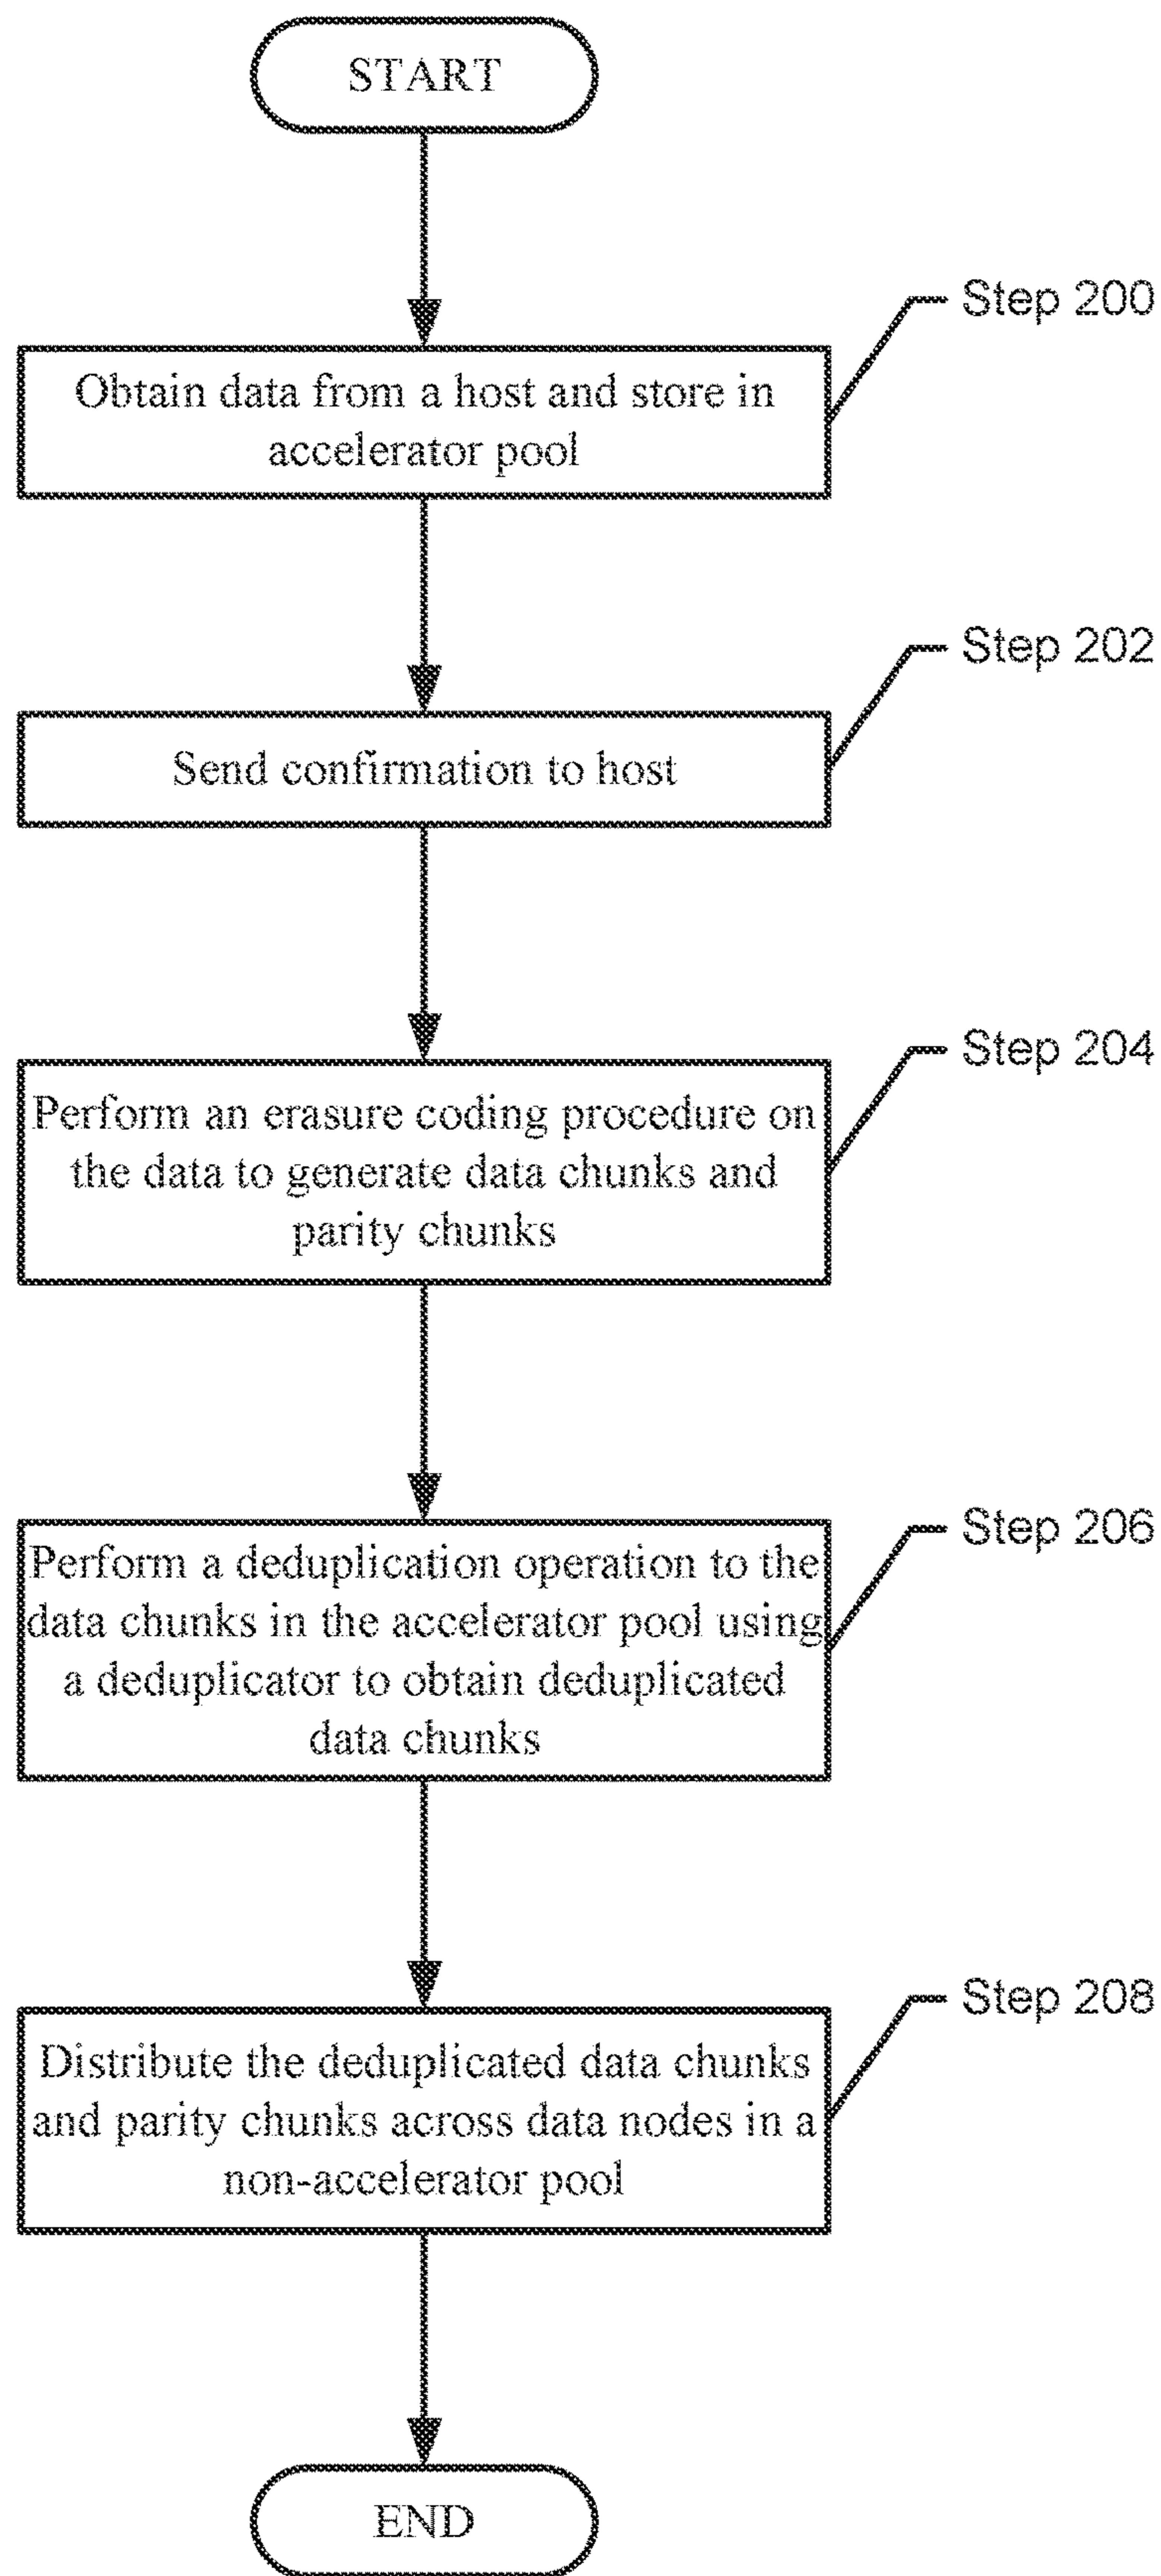 START
Step 200
Obtain data from a host and store in
accelerator pool
Step 202
Send confirmation to host
Step 204
Perform an erasure coding procedure on
the data to generate data chunks and
parity chunks
Step 206
Perform a deduplication operation to the
data chunks in the accelerator pool using
a deduplicator to obtain deduplicated
data chunks
Step 208
Distribute the deduplicated data chunks
and parity chunks across data nodes in a
non-accelerator pool
END